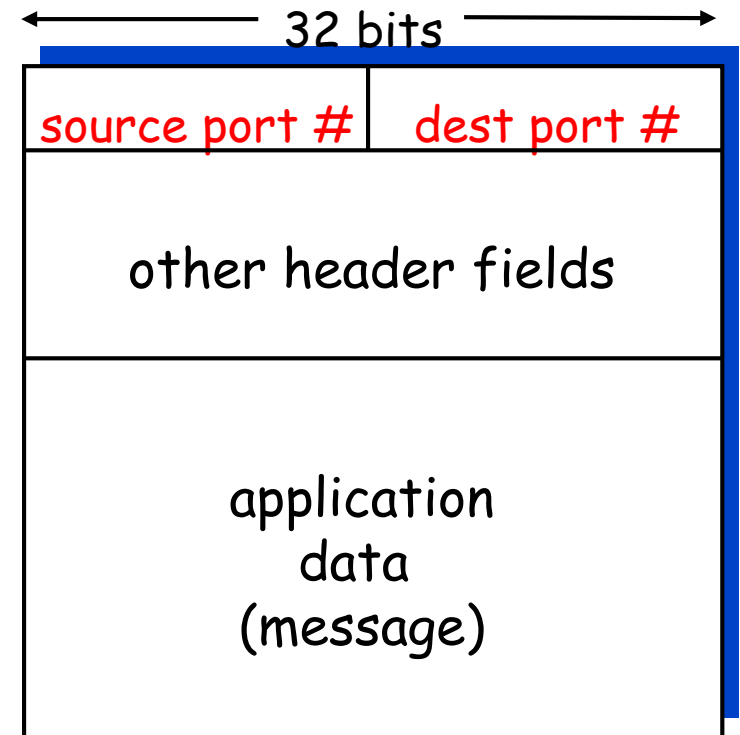 32 bits
source port # dest port #
other header fields
application
data
(message)